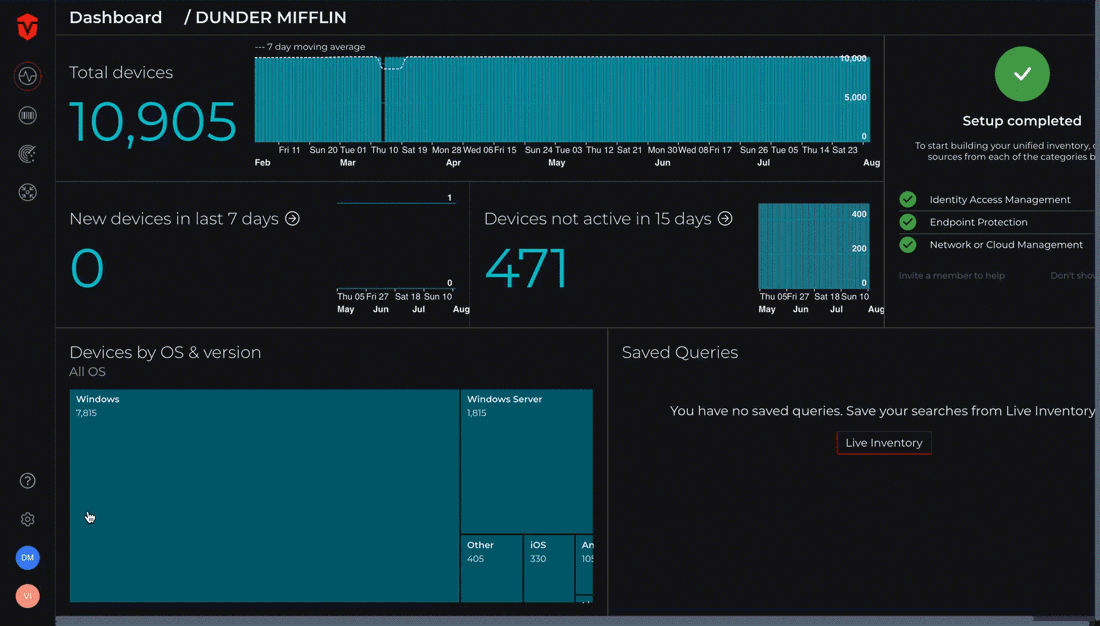 Dashboard / DUNDER MIFFLIN
--- 7 day moving average
Total devices
10,905
10,000
5,000
0
Fri 11 Sun 20 Tue 01 Thu 10 Sat 19 Mon 28 Wed 06 Fri 15 Sun 24 Tue 03 Thu 12 Sat 21 Mon 30 Wed 08 Fri 17 Sun 26 Tue 05 Thu 14 Sat 23
Feb Mar Apr May Jun Jul Aug
Setup completed
To start building your unified inventory,
sources from each of the categories
Identity Access Management
Endpoint Protection
Network or Cloud Management
Invite a member to help Don't
New devices in last 7 days
0
1
0
Thu 05 Fri 27 Sat 18 Sun 10
May Jun Jul Aug
Devices not active in 15 days
471
400
200
0
Thu 05 Fri 27 Sat 18 Sun 10
May Jun Jul Aug
Devices by OS & version
All OS
Windows
7,815
Windows Server
1,815
Other
405
iOS
330
An
105
Saved Queries
You have no saved queries. Save your searches from Live Inventory
Live Inventory
?
DM
VI